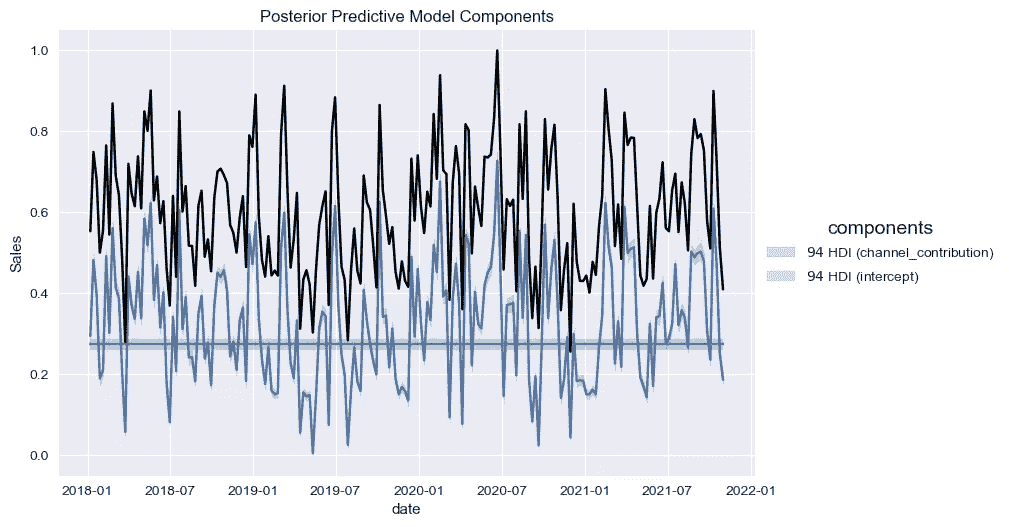 Posterior Predictive Model Components
1.0
0.8
0.6
0.4
0.2
0.0
Sales
2018-01 2018-07 2019-01 2019-07 2020-01 2020-07 2021-01 2021-07 2022-01
date
components
94 HDI (channel_contribution)
94 HDI (intercept)